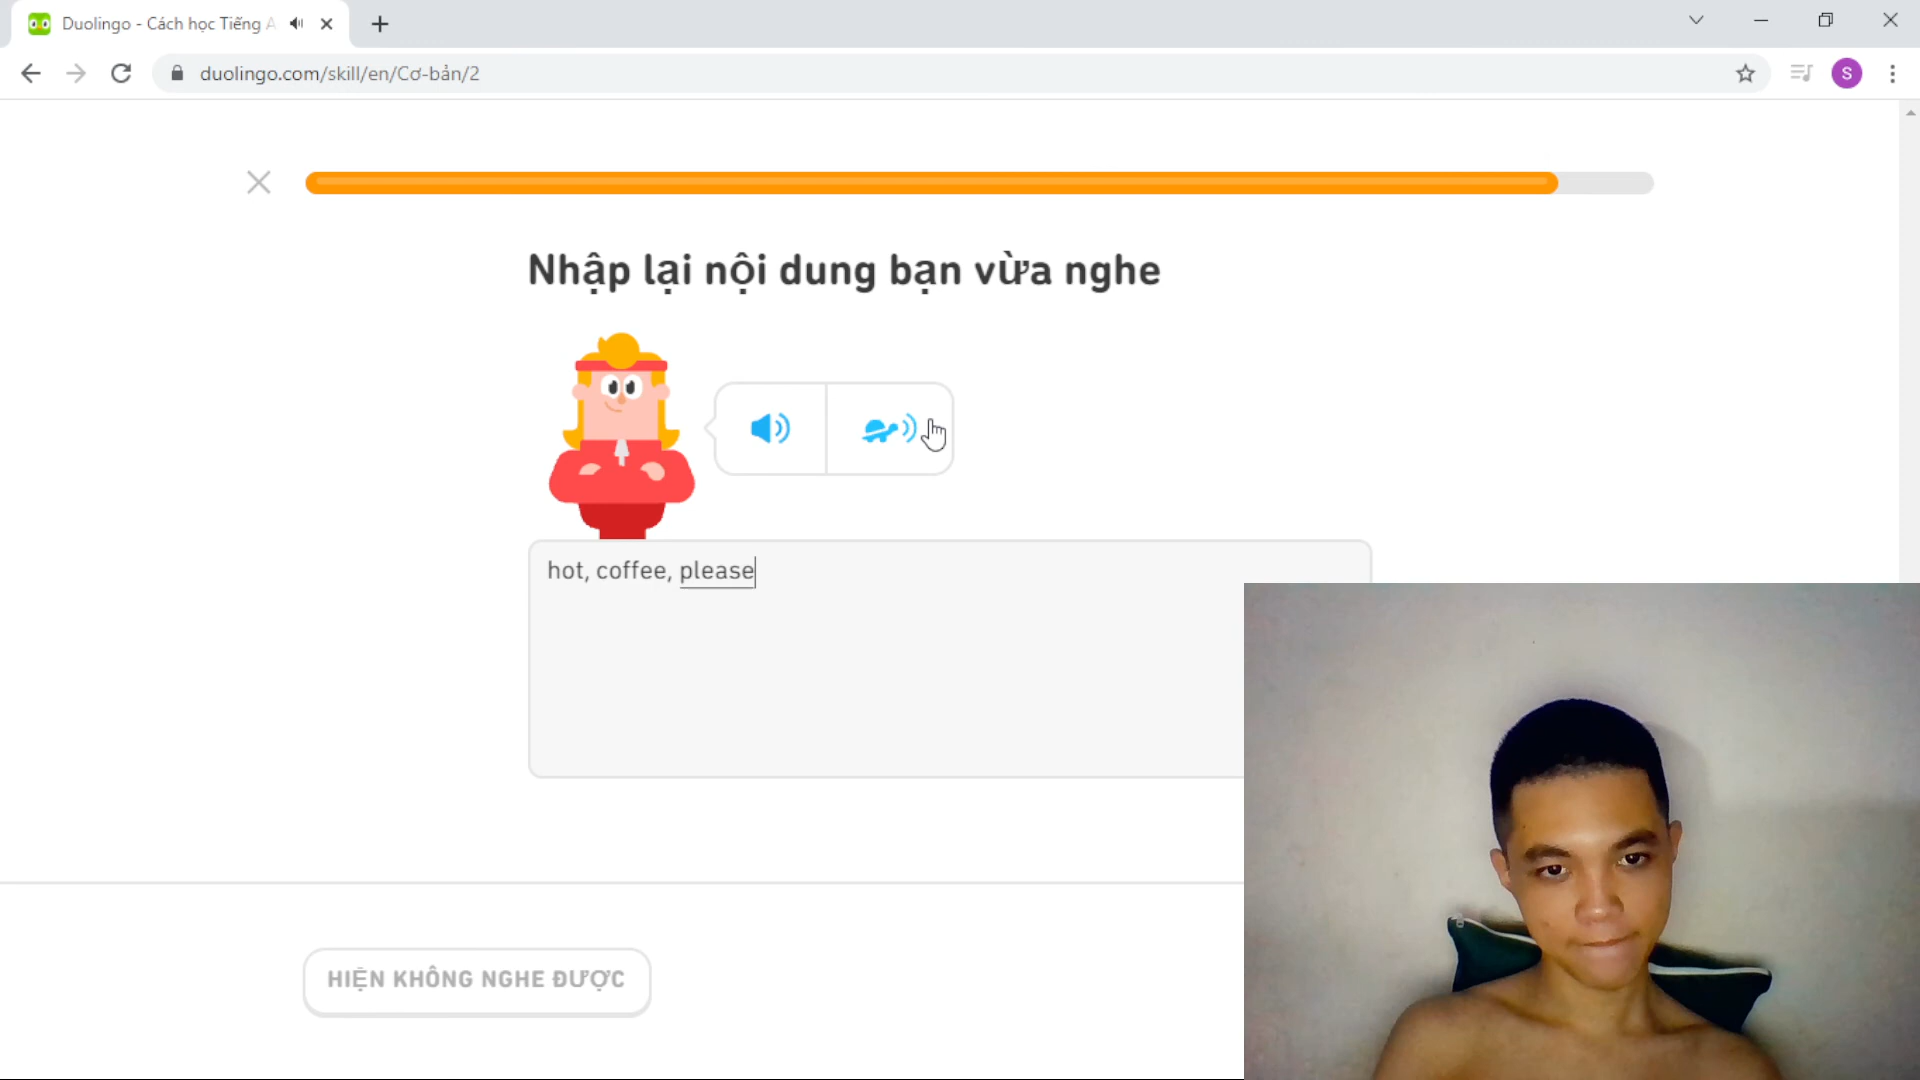 Duolingo - Cách học Tiếng A
duolingo.com/skill/en/Cơ-bản/2
S
Nhập lại nội dung bạn vừa nghe
hot, coffee, please
HIỆN KHÔNG NGHE ĐƯỢC